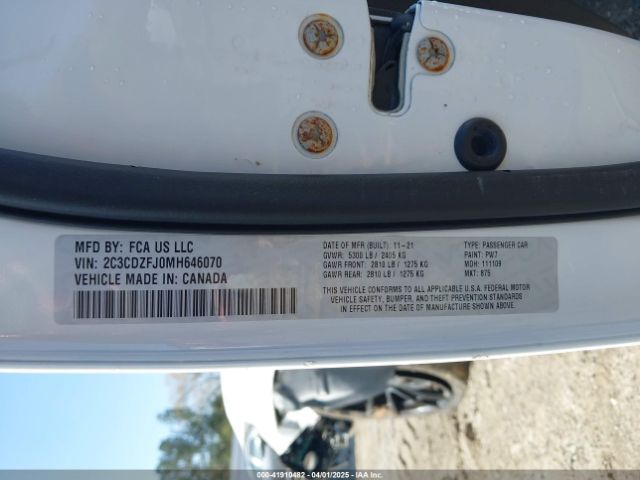 MFD BY: FCA US LLC
VIN: 2C3CDZFJ0MH646070
VEHICLE MADE IN: CANADA
DATE OF MFR (BUILT): 11-21
GVWR: 5300 LB / 2405 KG
GAWR FRONT: 2810 LB / 1275 KG
GAWR REAR: 2810 LB / 1275 KG
TYPE: PASSENGER CAR
PAINT: PW7
MDH: 111109
MKT: 875
THIS VEHICLE CONFORMS TO ALL APPLICABLE U.S.A. FEDERAL MOTOR
VEHICLE SAFETY, BUMPER, AND THEFT PREVENTION STANDARDS
IN EFFECT ON THE DATE OF MANUFACTURE SHOWN ABOVE.
000-41910482 - 04/01/2025 - IAAI Copyright